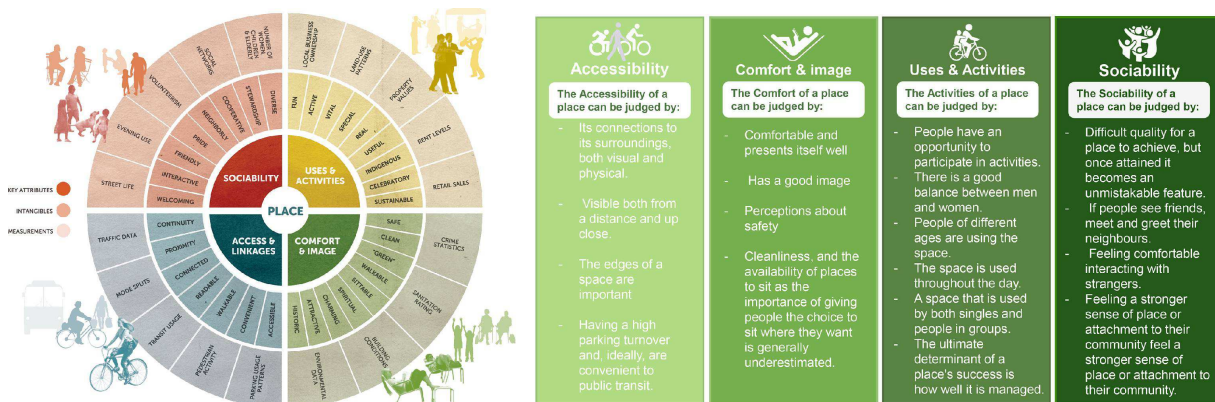 KEY ATTRIBUTES
INTANGIBLES
MEASUREMENTS
PLACE
SOCIABILITY
USES &
ACTIVITIES
ACCESS &
LINKAGES
COMFORT
& IMAGE
DIVERSE
STEWARDSHIP
COOPERATIVE
NEIGHBORLY
PRIDE
FRIENDLY
INTERACTIVE
WELCOMING
NUMBER OF
WOMEN,
CHILDREN
& ELDERLY
SOCIAL
NETWORKS
VOLUNTEERISM
EVENING USE
STREET LIFE
FUN
ACTIVE
VITAL
SPECIAL
REAL
USEFUL
INDIGENOUS
CELEBRATORY
SUSTAINABLE
LOCAL BUSINESS
OWNERSHIP
LAND-USE
PATTERNS
PROPERTY
VALUES
RENT LEVELS
RETAIL SALES
CONTINUITY
PROXIMITY
CONNECTED
READABLE
WALKABLE
CONVENIENT
ACCESSIBLE
TRAFFIC DATA
MODE SPLITS
TRANSIT USAGE
PEDESTRIAN
ACTIVITY
PARKING USAGE
PATTERNS
SAFE
CLEAN
"GREEN"
WALKABLE
SITTABLE
SPIRITUAL
CHARMING
ATTRACTIVE
HISTORIC
CRIME
STATISTICS
SANITATION
RATING
BUILDING
CONDITIONS
ENVIRONMENTAL
DATA
Accessibility
The Accessibility of a
place can be judged by:
- Its connections to
its surroundings,
both visual and
physical.
- Visible both from
a distance and up
close.
- The edges of a
space are
important
- Having a high
parking turnover
and, ideally, are
convenient to
public transit.
Comfort & image
The Comfort of a place
can be judged by:
- Comfortable and
presents itself well
- Has a good image
- Perceptions about
safety
- Cleanliness, and the
availability of places
to sit as the
importance of giving
people the choice to
sit where they want
is generally
underestimated.
Uses & Activities
The Activities of a place
can be judged by:
- People have an
opportunity to
participate in activities.
- There is a good
balance between men
and women.
- People of different
ages are using the
space.
- The space is used
throughout the day.
- A space that is used
by both singles and
people in groups.
- The ultimate
determinant of a
place's success is
how well it is managed.
Sociability
The Sociability of a
place can be judged by:
- Difficult quality for a
place to achieve, but
once attained it
becomes an
unmistakable feature.
- If people see friends,
meet and greet their
neighbours.
- Feeling comfortable
interacting with
strangers.
- Feeling a stronger
sense of place or
attachment to their
community feel a
stronger sense of
place or attachment to
their community.